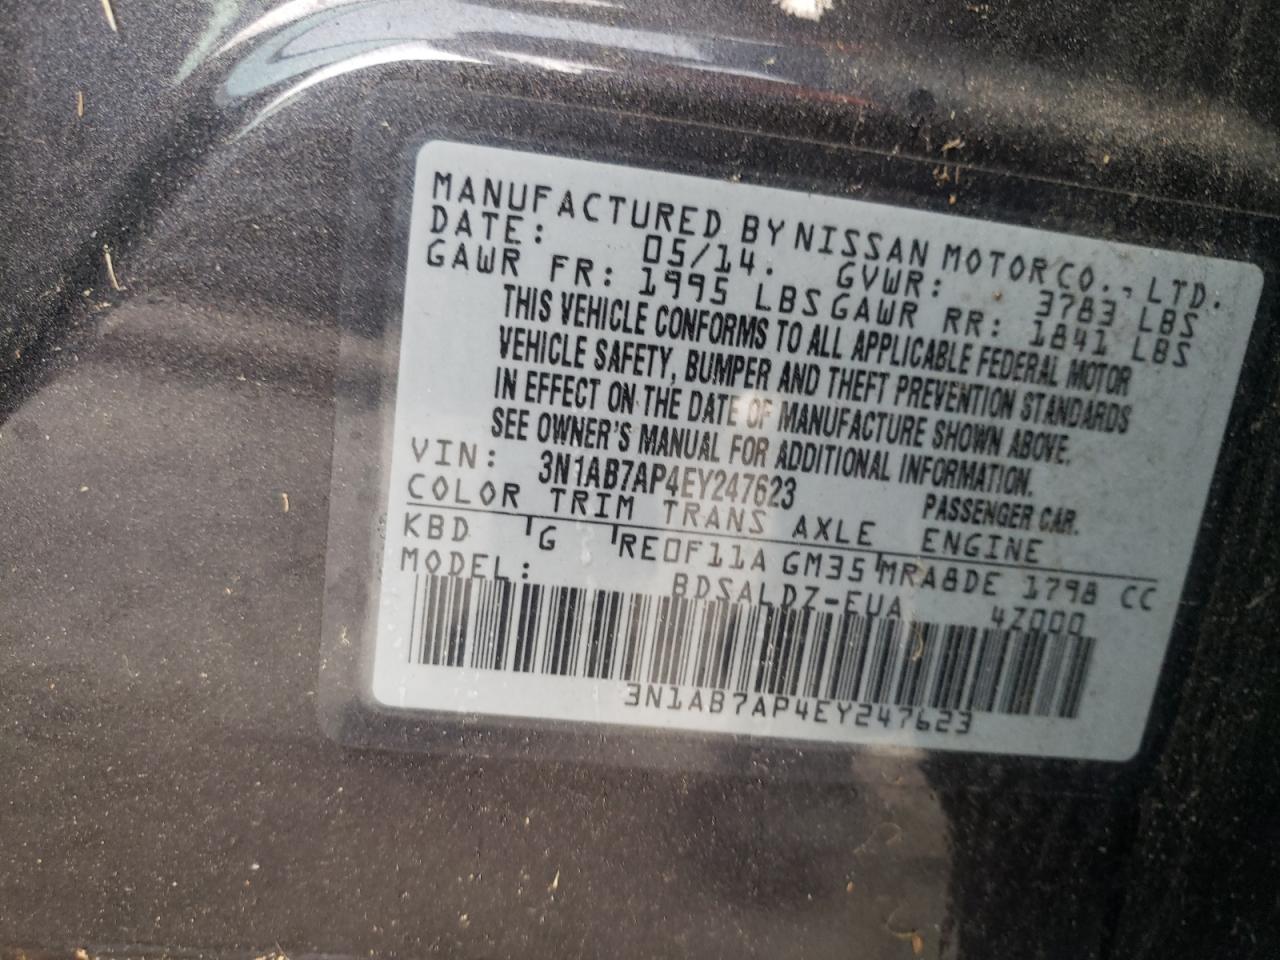 MANUFACTURED BY NISSAN MOTOR CO., LTD.
DATE: 05/14. GVWR: 3783 LBS
GAWR FR: 1995 LBS GAWR RR: 1841 LBS
THIS VEHICLE CONFORMS TO ALL APPLICABLE FEDERAL MOTOR
VEHICLE SAFETY, BUMPER AND THEFT PREVENTION STANDARDS
IN EFFECT ON THE DATE OF MANUFACTURE SHOWN ABOVE.
SEE OWNER'S MANUAL FOR ADDITIONAL INFORMATION.
VIN: 3N1AB7AP4EY247623 PASSENGER CAR.
COLOR TRIM TRANS AXLE ENGINE
KBD G RE0F11A GM35 MRA8DE 1798 CC
MODEL: BDSALDZ-EUA 4Z000
3N1AB7AP4EY247623